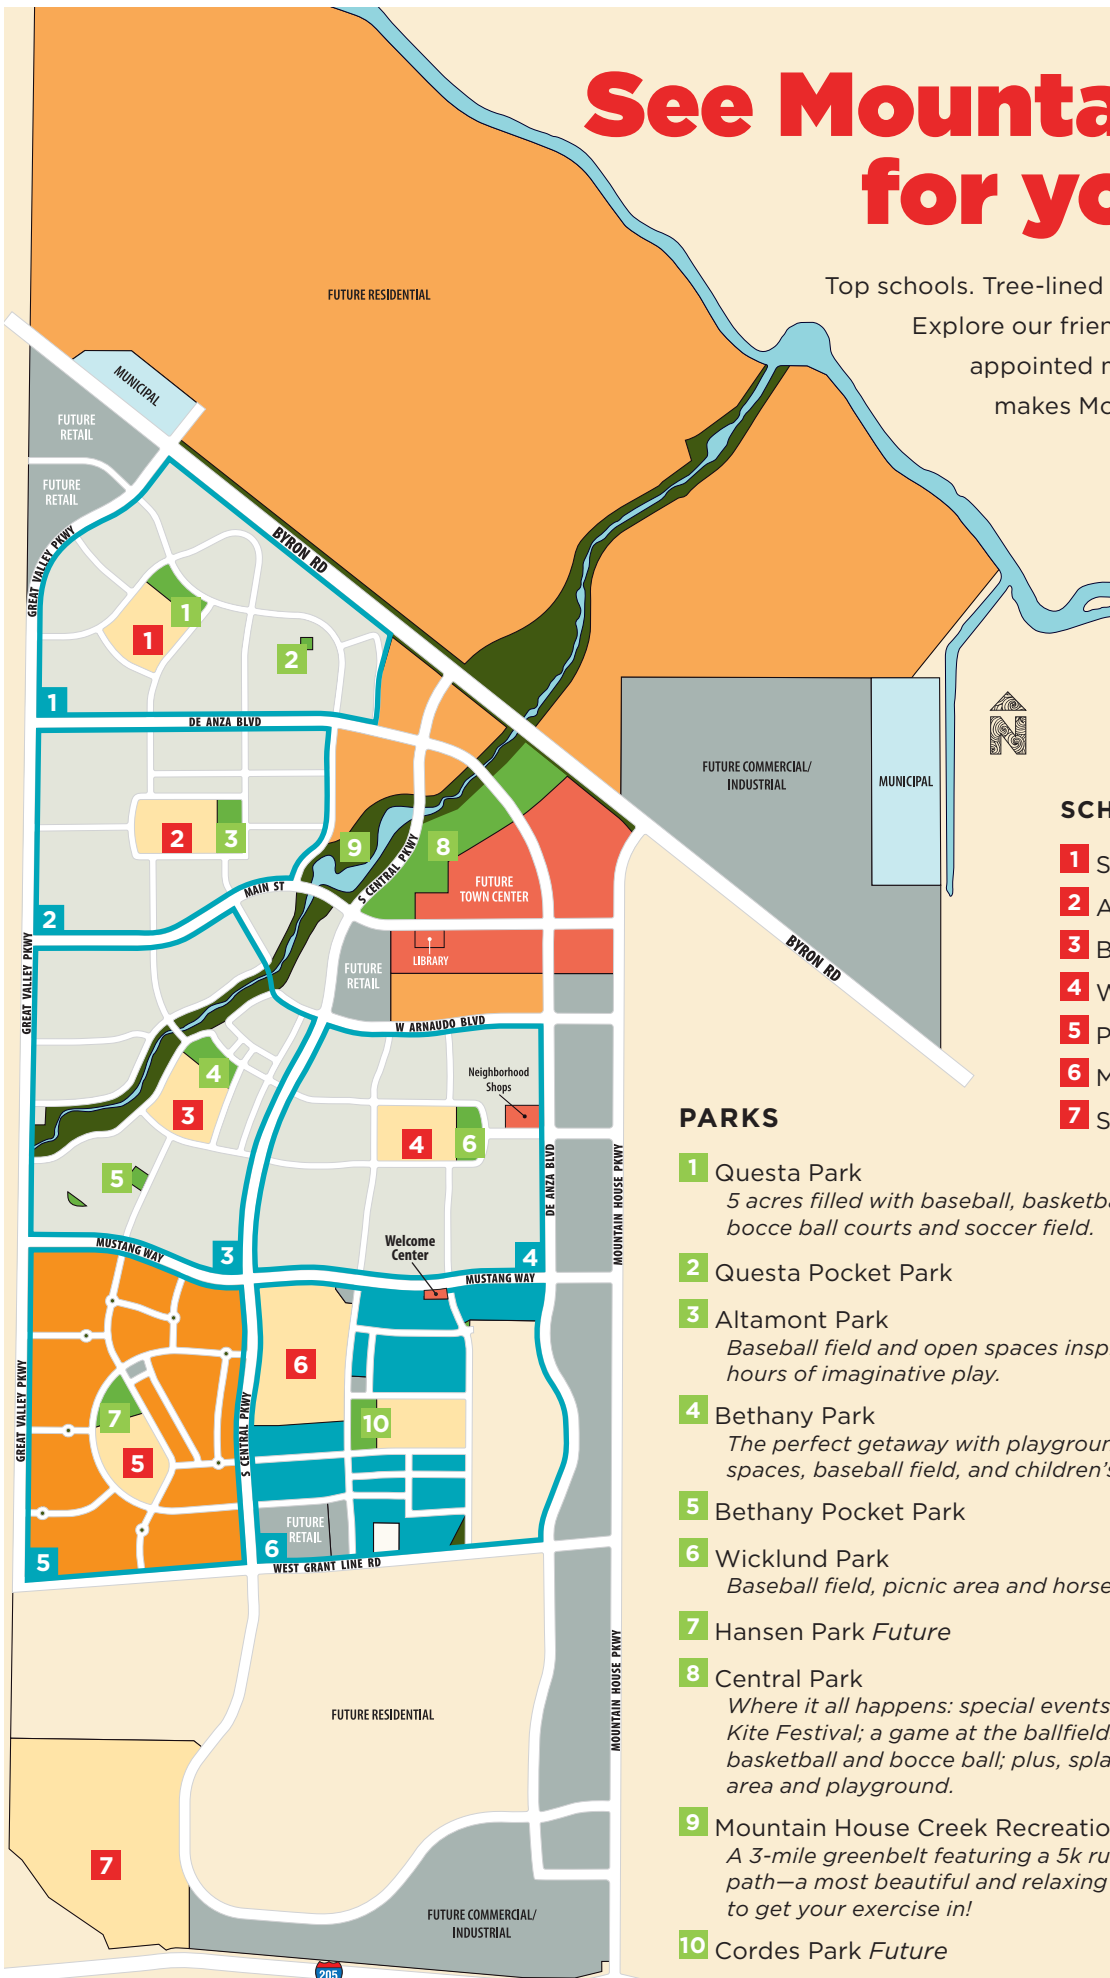 See Mounta
for yo
Top schools. Tree-lined
Explore our frien
appointed
makes Mo
FUTURE RESIDENTIAL
MUNICIPAL
FUTURE
RETAIL
FUTURE
RETAIL
GREAT VALLEY PKWY
BYRON RD
1
1
2
1
DE ANZA BLVD
N
FUTURE COMMERCIAL/
INDUSTRIAL
MUNICIPAL
2
3
9
8
S CENTRAL PKWY
MAIN ST
FUTURE
TOWN CENTER
2
LIBRARY
FUTURE
RETAIL
BYRON RD
GREAT VALLEY PKWY
W ARNAUDO BLVD
4
3
Neighborhood
Shops
4
6
5
DE ANZA BLVD
MOUNTAIN HOUSE PKWY
MUSTANG WAY
3
Welcome
Center
4
MUSTANG WAY
6
GREAT VALLEY PKWY
S CENTRAL PKWY
7
10
5
FUTURE
RETAIL
5
6
WEST GRANT LINE RD
MOUNTAIN HOUSE PKWY
FUTURE RESIDENTIAL
7
FUTURE COMMERCIAL/
INDUSTRIAL
205
SCH
1 S
2 A
3 B
4 W
5 P
6 M
7 S
PARKS
1 Questa Park
5 acres filled with baseball, basketba
bocce ball courts and soccer field.
2 Questa Pocket Park
3 Altamont Park
Baseball field and open spaces insp
hours of imaginative play.
4 Bethany Park
The perfect getaway with playgroun
spaces, baseball field, and children's
5 Bethany Pocket Park
6 Wicklund Park
Baseball field, picnic area and horse
7 Hansen Park Future
8 Central Park
Where it all happens: special events
Kite Festival; a game at the ballfield
basketball and bocce ball; plus, spla
area and playground.
9 Mountain House Creek Recreatio
A 3-mile greenbelt featuring a 5k ru
path—a most beautiful and relaxing
to get your exercise in!
10 Cordes Park Future